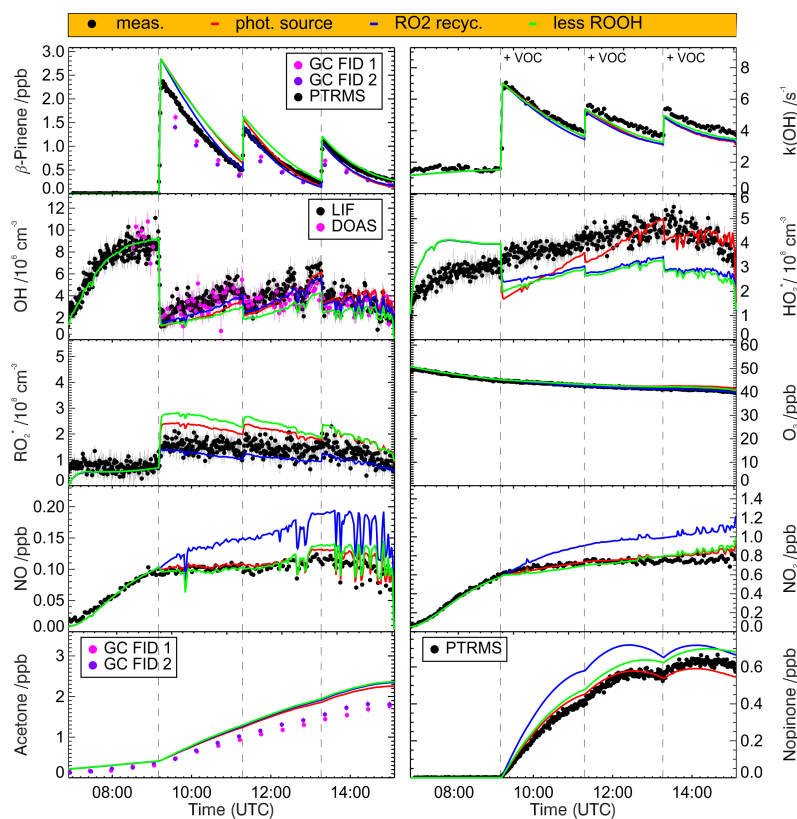 meas. phot. source RO2 recyc. less ROOH
+ VOC + VOC + VOC
GC FID 1
GC FID 2
PTRMS
β-Pinene /ppb
3.0
2.5
2.0
1.5
1.0
0.5
0.0
k(OH) /s⁻¹
8
6
4
2
0
LIF
DOAS
OH /10⁶ cm⁻³
12
10
8
6
4
2
0
HO₂* /10⁸ cm⁻³
6
5
4
3
2
1
0
RO₂* /10⁸ cm⁻³
5
4
3
2
1
0
O₃ /ppb
60
50
40
30
20
10
0
NO /ppb
0.20
0.15
0.10
0.05
0.00
NO₂ /ppb
1.4
1.2
1.0
0.8
0.6
0.4
0.2
0.0
GC FID 1
GC FID 2
Acetone /ppb
3
2
1
0
PTRMS
Nopinone /ppb
0.6
0.4
0.2
0.0
08:00 10:00 12:00 14:00
Time (UTC)
08:00 10:00 12:00 14:00
Time (UTC)